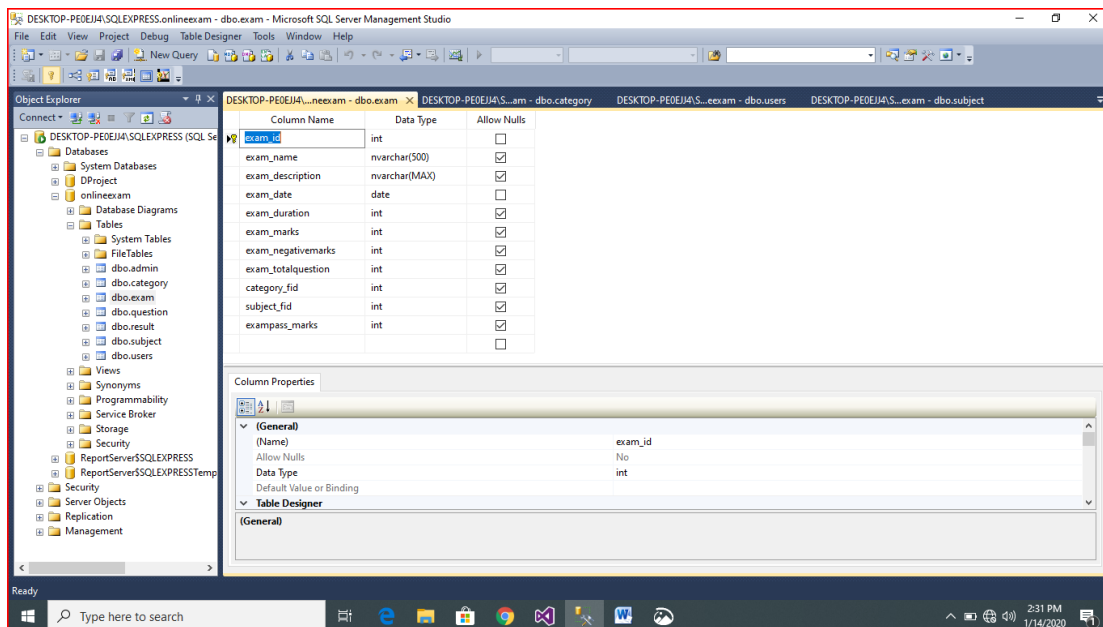 DESKTOP-PE0EJJ4\SQLEXPRESS.onlineexam - dbo.exam - Microsoft SQL Server Management Studio
File Edit View Project Debug Table Designer Tools Window Help
New Query
Object Explorer
Connect
DESKTOP-PE0EJJ4\SQLEXPRESS (SQL Se
Databases
System Databases
DProject
onlineexam
Database Diagrams
Tables
System Tables
FileTables
dbo.admin
dbo.category
dbo.exam
dbo.question
dbo.result
dbo.subject
dbo.users
Views
Synonyms
Programmability
Service Broker
Storage
Security
ReportServer$SQLEXPRESS
ReportServer$SQLEXPRESSTemp
Security
Server Objects
Replication
Management
DESKTOP-PE0EJJ4\...neexam - dbo.exam DESKTOP-PE0EJJ4\S...am - dbo.category DESKTOP-PE0EJJ4\S...eexam - dbo.users DESKTOP-PE0EJJ4\S...exam - dbo.subject
Column Name Data Type Allow Nulls
exam_id int
exam_name nvarchar(500)
exam_description nvarchar(MAX)
exam_date date
exam_duration int
exam_marks int
exam_negativemarks int
exam_totalquestion int
category_fid int
subject_fid int
exampass_marks int
Column Properties
(General)
(Name) exam_id
Allow Nulls No
Data Type int
Default Value or Binding
Table Designer
(General)
Ready
Type here to search
2:31 PM
1/14/2020